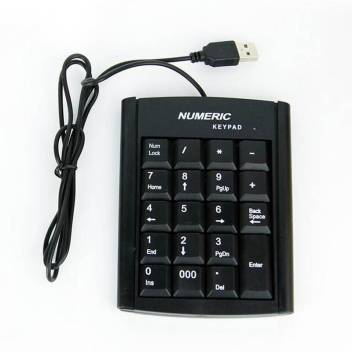 NUMERIC
KEYPAD
Num
Lock
/
*
-
7
Home
8
↑
9
PgUp
+
4
←
5
6
→
Back
Space
←
1
End
2
↓
3
PgDn
Enter
0
Ins
000
.
Del